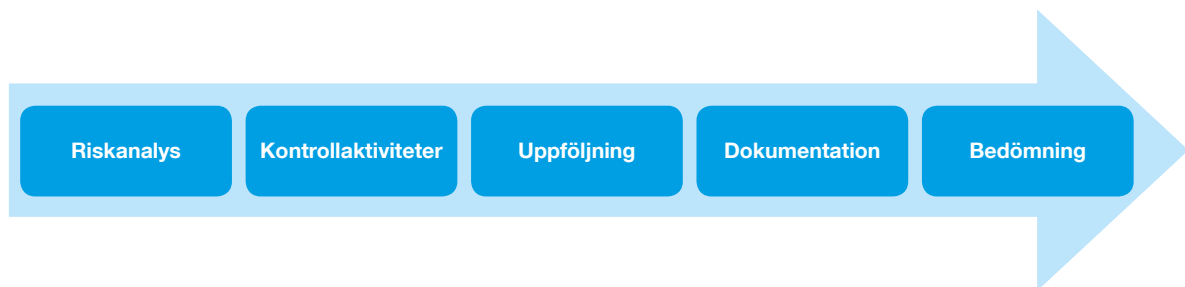 Riskanalys
Kontrollaktiviteter
Uppföljning
Dokumentation
Bedömning